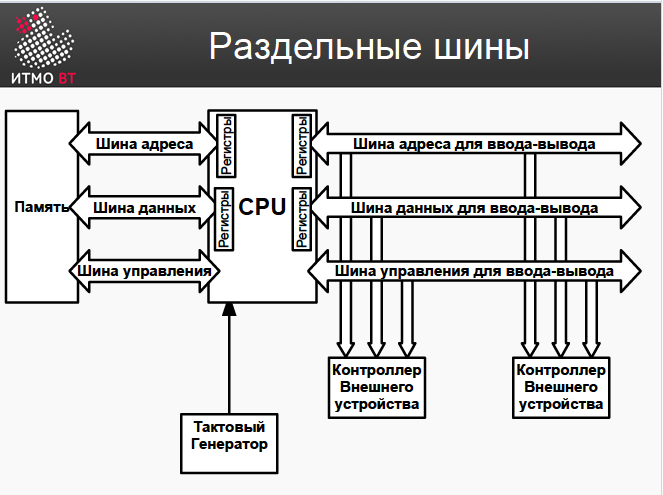 Раздельные шины
ИТМО ВТ
Память
Шина адреса
Шина данных
Шина управления
Регистры
Регистры
Регистры
Регистры
CPU
Шина адреса для ввода-вывода
Шина данных для ввода-вывода
Шина управления для ввода-вывода
Контроллер
Внешнего
устройства
Контроллер
Внешнего
устройства
Тактовый
Генератор